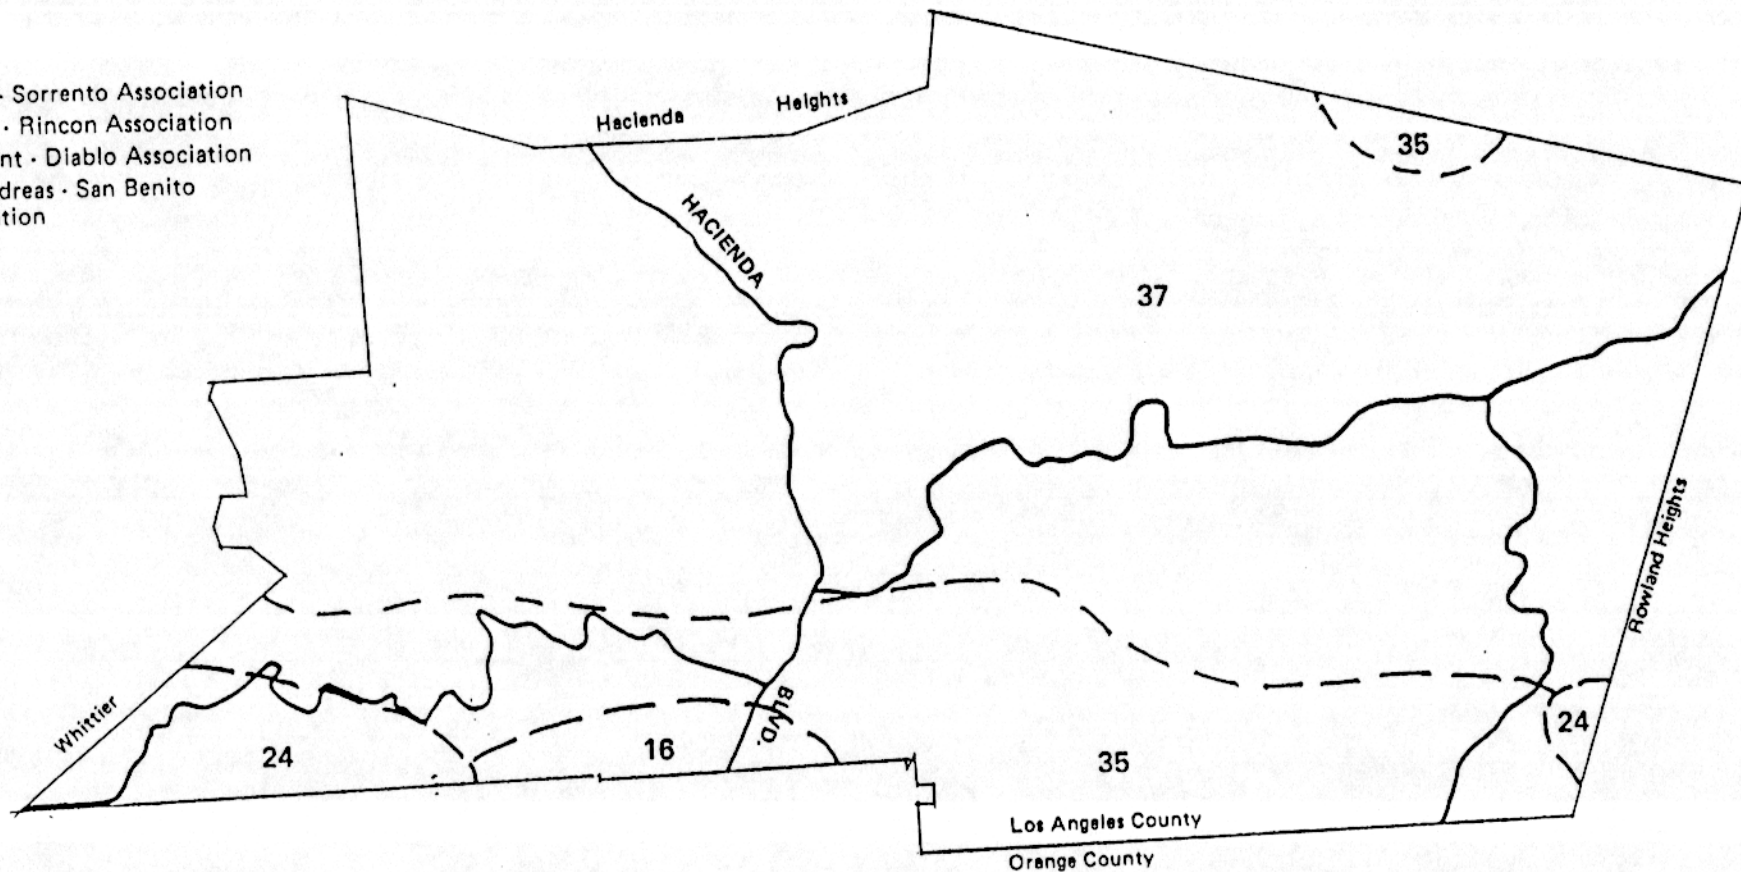 · Sorrento Association
· Rincon Association
nt · Diablo Association
dreas · San Benito
tion
Hacienda Heights
HACIENDA
35
37
Rowland Heights
BLVD.
Whittier
24
16
35
24
Los Angeles County
Orange County